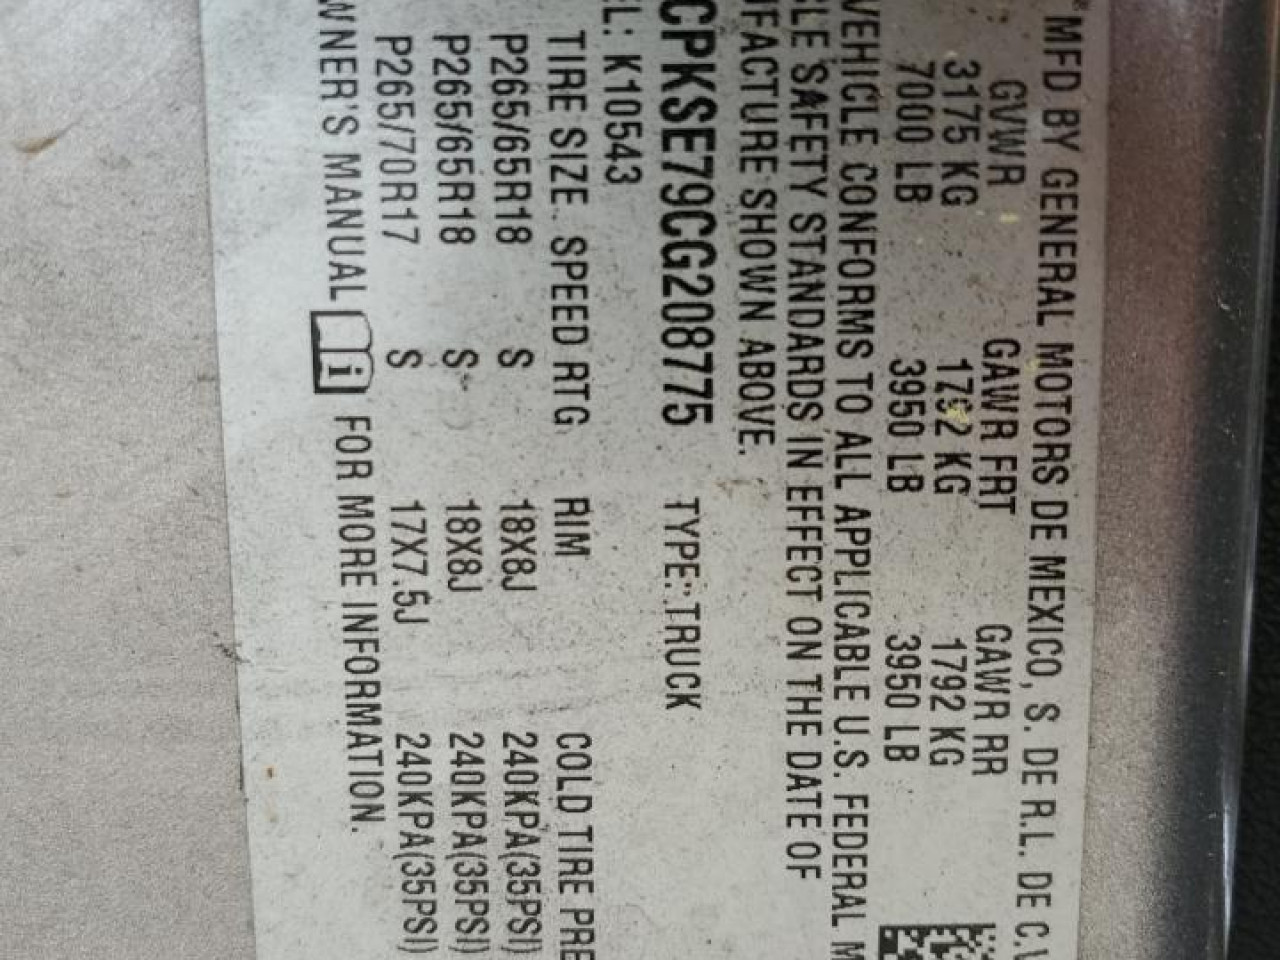 *MFD BY GENERAL MOTORS DE MEXICO, S. DE R.L. DE C.V
: GVWR GAWR FRT GAWR RR
3175 KG 1792 KG 1792 KG
7000 LB 3950 LB 3950 LB
VEHICLE CONFORMS TO ALL APPLICABLE U.S. FEDERAL M
LE SAFETY STANDARDS IN EFFECT ON THE DATE OF
UFACTURE SHOWN ABOVE.
CPKSE79CG208775 TYPE: TRUCK
EL: K10543
TIRE SIZE SPEED RTG RIM COLD TIRE PRE
P265/65R18 S 18X8J 240KPA(35PSI)
P265/65R18 S 18X8J 240KPA(35PSI)
P265/70R17 S 17X7.5J 240KPA(35PSI)
WNER'S MANUAL i FOR MORE INFORMATION.